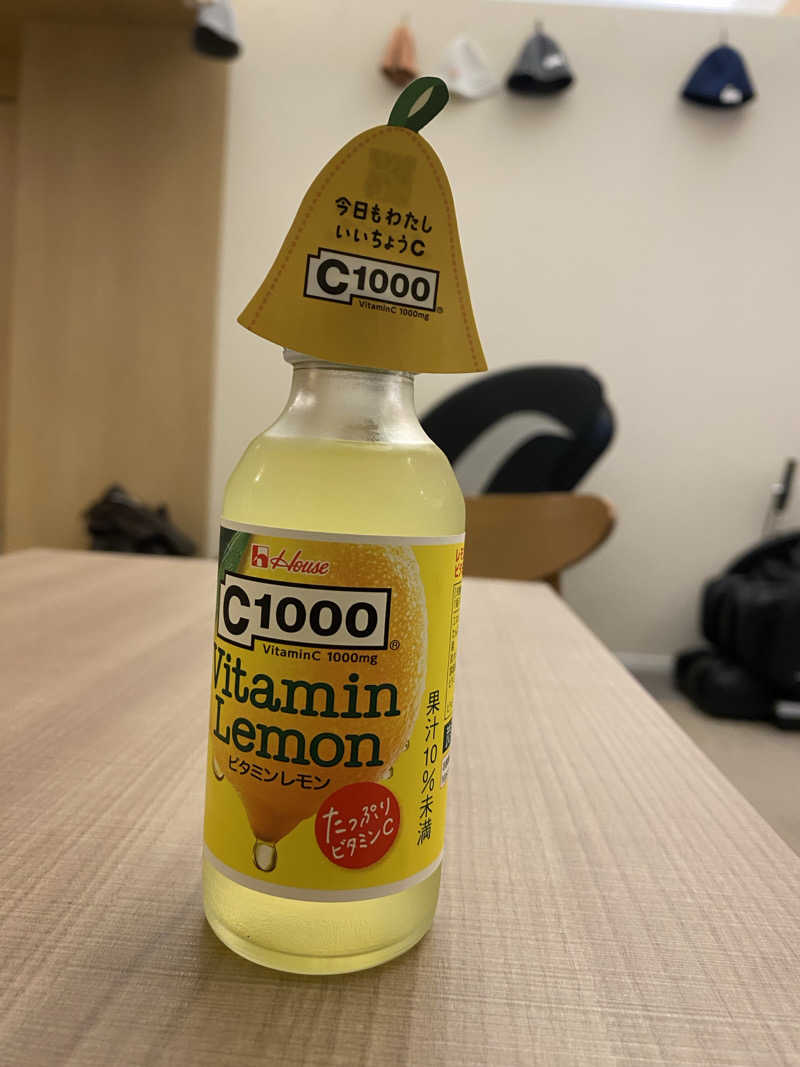 今日もわたし
いいちょうC
C1000®
VitaminC 1000mg
House
C1000®
VitaminC 1000mg
Vitamin
Lemon
ビタミンレモン
たっぷり
ビタミンC
果汁10%未満